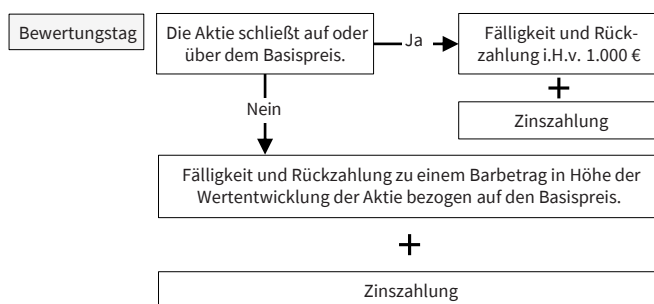 Bewertungstag
Die Aktie schließt auf oder
über dem Basispreis.
Ja
Fälligkeit und Rück-
zahlung i.H.v. 1.000 €
+
Zinszahlung
Nein
Fälligkeit und Rückzahlung zu einem Barbetrag in Höhe der
Wertentwicklung der Aktie bezogen auf den Basispreis.
+
Zinszahlung